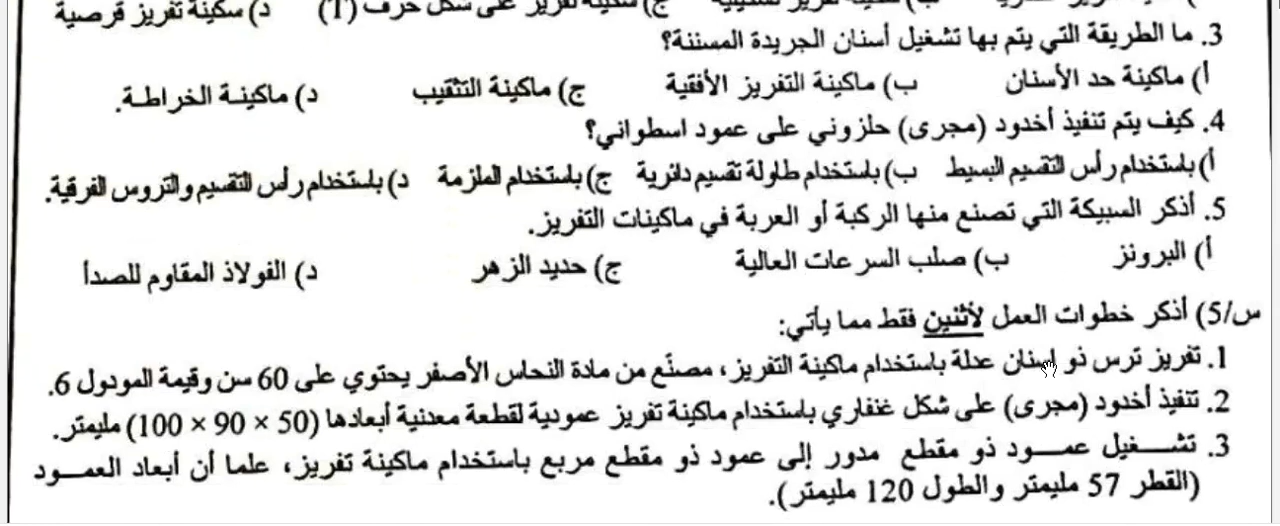 د) سكينة تفريز قرصية
3. ما الطريقة التي يتم بها تشغيل أسنان الجريدة المسننة؟
أ) ماكينة حد الأسنان ب) ماكينة التفريز الأفقية ج) ماكينة التثقيب د) ماكينة الخراطة.
4. كيف يتم تنفيذ أخدود (مجرى) حلزوني على عمود اسطواني؟
أ) باستخدام رأس التقسيم البسيط ب) باستخدام طاولة تقسيم دائرية ج) باستخدام الملزمة د) باستخدام رأس التقسيم والتروس الفرقية.
5. أذكر السبيكة التي تصنع منها الركبة أو العربة في ماكينات التفريز.
أ) البرونز ب) صلب السرعات العالية ج) حديد الزهر د) الفولاذ المقاوم للصدأ
س/5) أذكر خطوات العمل لأثنين فقط مما يأتي:
1. تفريز ترس ذو اسنان عدلة باستخدام ماكينة التفريز، مصنّع من مادة النحاس الأصفر يحتوي على 60 سن وقيمة المودول 6.
2. تنفيذ أخدود (مجرى) على شكل غنفاري باستخدام ماكينة تفريز عمودية لقطعة معدنية أبعادها (50 × 90 × 100) مليمتر.
3. تشغيل عمود ذو مقطع مدور إلى عمود ذو مقطع مربع باستخدام ماكينة تفريز، علما أن أبعاد العمود
(القطر 57 مليمتر والطول 120 مليمتر).